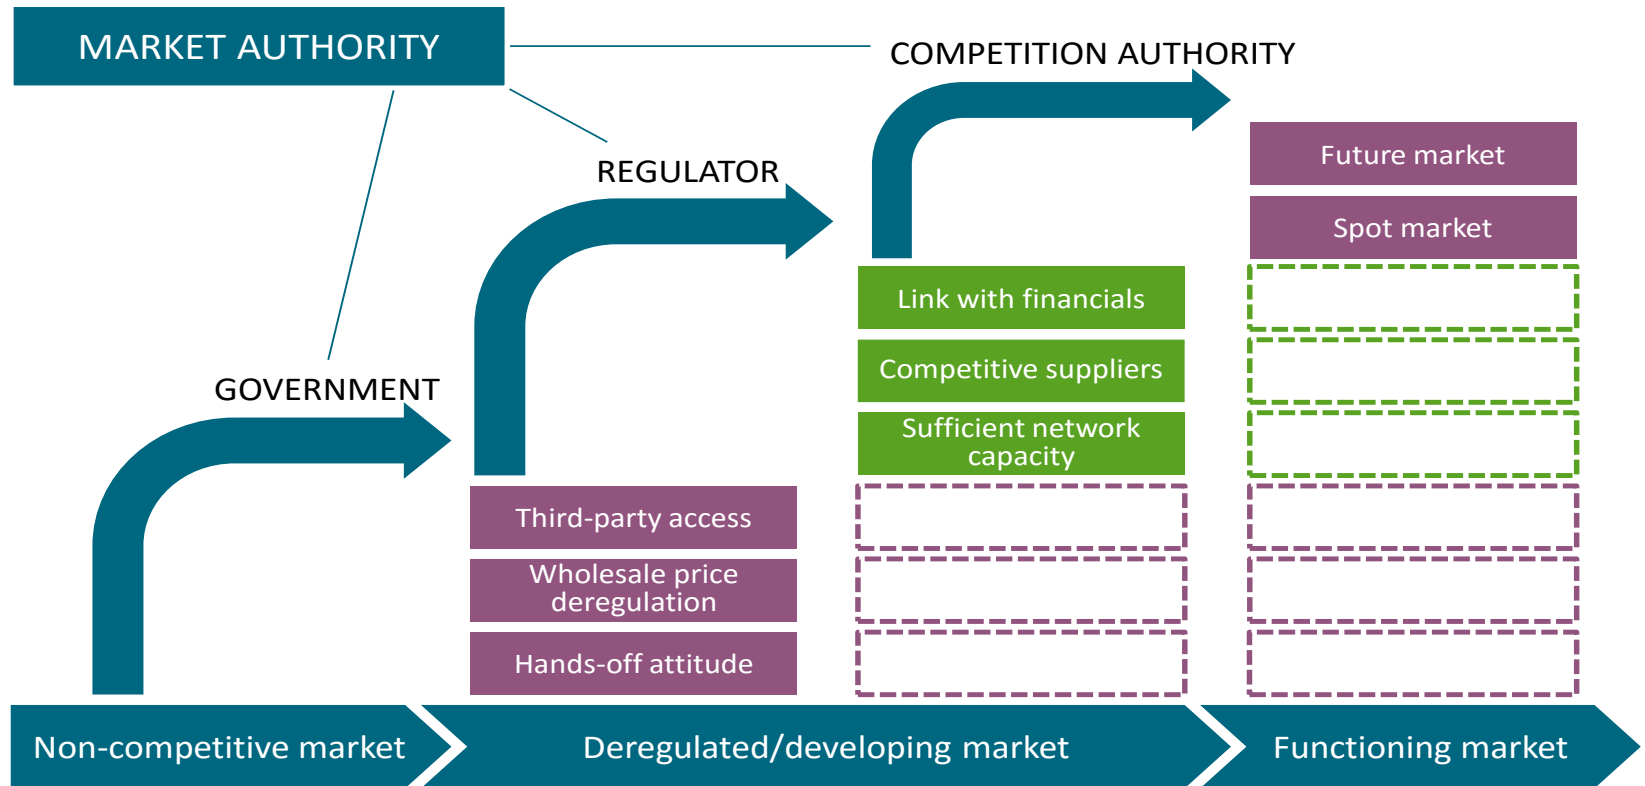 MARKET AUTHORITY
COMPETITION AUTHORITY
REGULATOR
GOVERNMENT
Future market
Spot market
Link with financials
Competitive suppliers
Sufficient network
capacity
Third-party access
Wholesale price
deregulation
Hands-off attitude
Non-competitive market
Deregulated/developing market
Functioning market